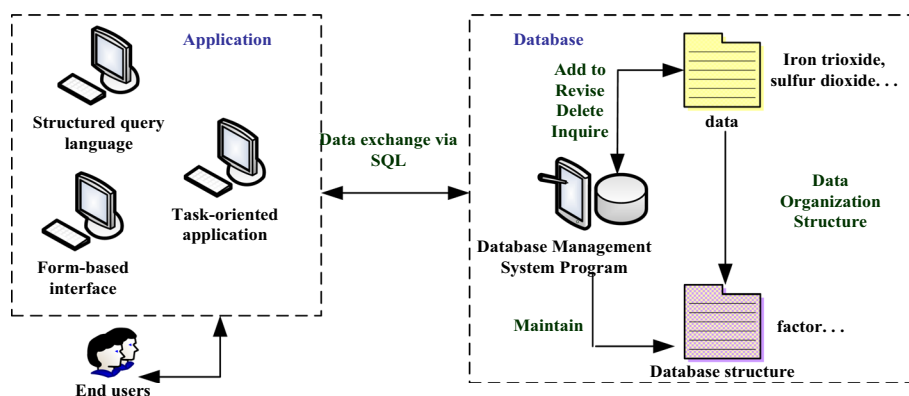 Application
Structured query
language
Task-oriented
application
Form-based
interface
End users
Data exchange via
SQL
Database
Add to
Revise
Delete
Inquire
data
Iron trioxide,
sulfur dioxide. . .
Data
Organization
Structure
Database Management
System Program
Maintain
factor. . .
Database structure